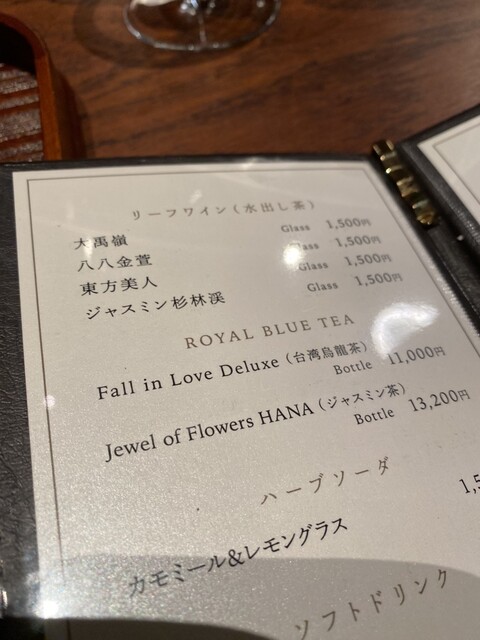 リーフワイン（水出し茶）
大禹嶺 Glass 1,500円
八八金萱 Glass 1,500円
東方美人 Glass 1,500円
ジャスミン杉林渓 Glass 1,500円
ROYAL BLUE TEA
Fall in Love Deluxe（台湾烏龍茶）
Bottle 11,000円
Jewel of Flowers HANA（ジャスミン茶）
Bottle 13,200円
ハーブソーダ
カモミール&レモングラス
ソフトドリンク